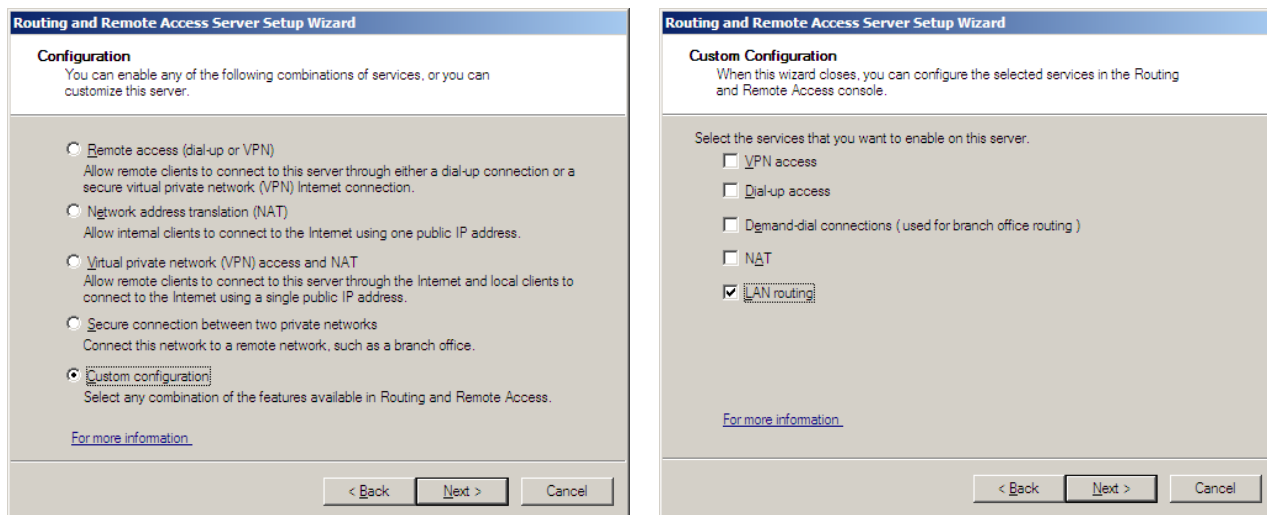 Routing and Remote Access Server Setup Wizard
Configuration
You can enable any of the following combinations of services, or you can
customize this server.
Remote access (dial-up or VPN)
Allow remote clients to connect to this server through either a dial-up connection or a
secure virtual private network (VPN) Internet connection.
Network address translation (NAT)
Allow internal clients to connect to the Internet using one public IP address.
Virtual private network (VPN) access and NAT
Allow remote clients to connect to this server through the Internet and local clients to
connect to the Internet using a single public IP address.
Secure connection between two private networks
Connect this network to a remote network, such as a branch office.
Custom configuration
Select any combination of the features available in Routing and Remote Access.
For more information
< Back Next > Cancel
Routing and Remote Access Server Setup Wizard
Custom Configuration
When this wizard closes, you can configure the selected services in the Routing
and Remote Access console.
Select the services that you want to enable on this server.
VPN access
Dial-up access
Demand-dial connections ( used for branch office routing )
NAT
LAN routing
For more information
< Back Next > Cancel